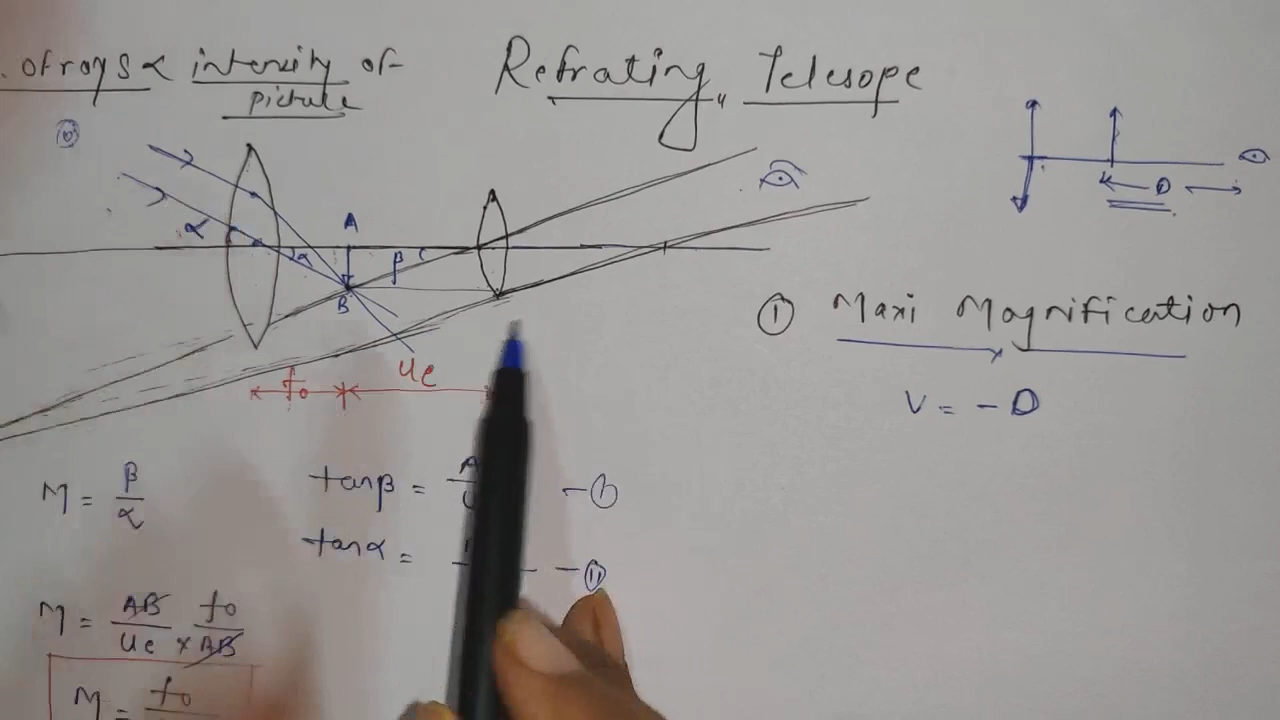 . of rays ∝ intensity of
picture
Refrating Telesope
A
α
α
β
B
D
fo
ue
① Maxi Magnification
V = - D
M = β/α
tanβ = A - ①
tanα = - ⑪
M = AB/ue × fo/AB
M = fo